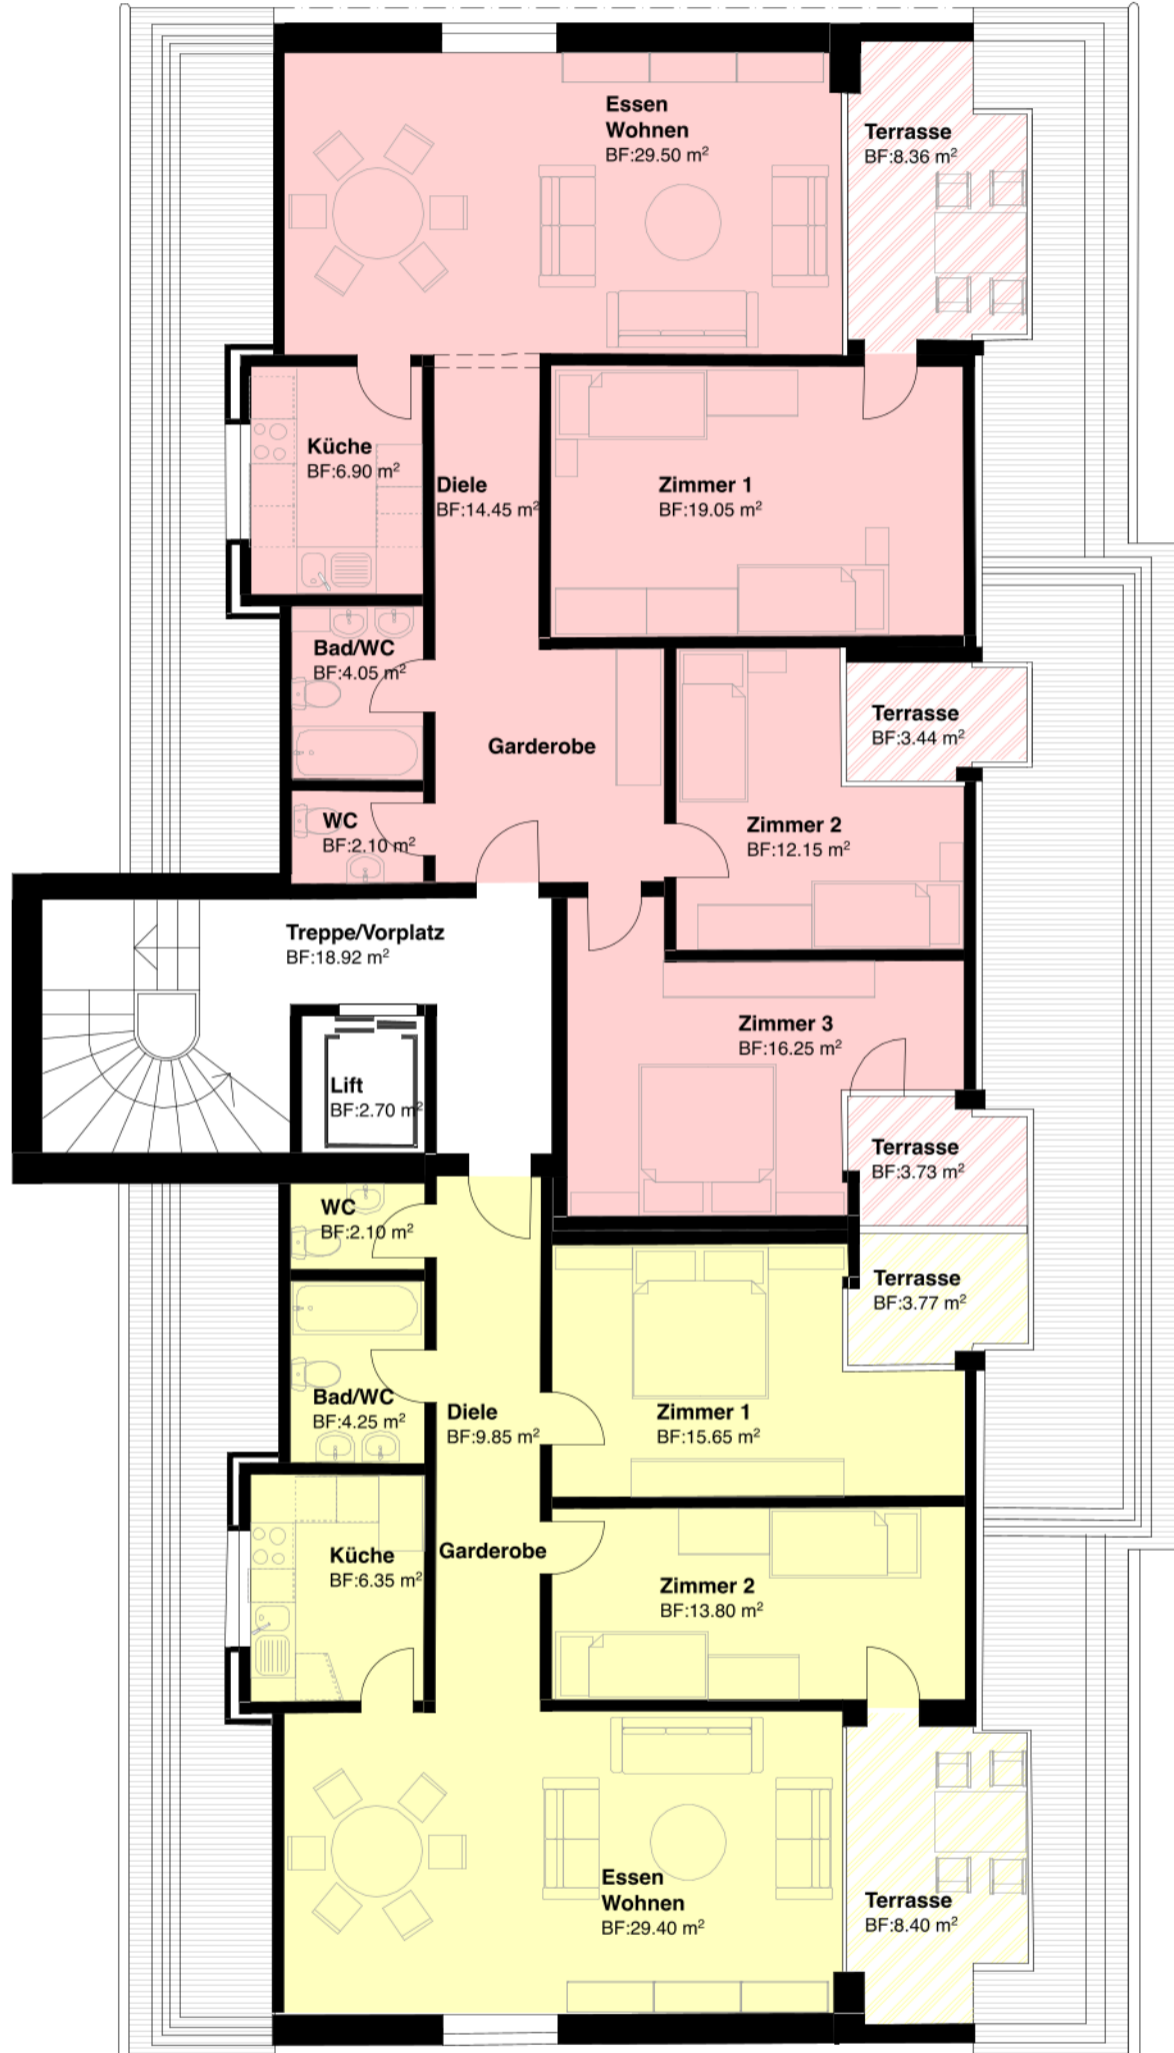 Essen
Wohnen
BF:29.50 m²
Terrasse
BF:8.36 m²
Küche
BF:6.90 m²
Diele
BF:14.45 m²
Zimmer 1
BF:19.05 m²
Bad/WC
BF:4.05 m²
Terrasse
BF:3.44 m²
Garderobe
WC
BF:2.10 m²
Zimmer 2
BF:12.15 m²
Treppe/Vorplatz
BF:18.92 m²
Zimmer 3
BF:16.25 m²
Lift
BF:2.70 m²
Terrasse
BF:3.73 m²
WC
BF:2.10 m²
Terrasse
BF:3.77 m²
Bad/WC
BF:4.25 m²
Diele
BF:9.85 m²
Zimmer 1
BF:15.65 m²
Küche
BF:6.35 m²
Garderobe
Zimmer 2
BF:13.80 m²
Essen
Wohnen
BF:29.40 m²
Terrasse
BF:8.40 m²